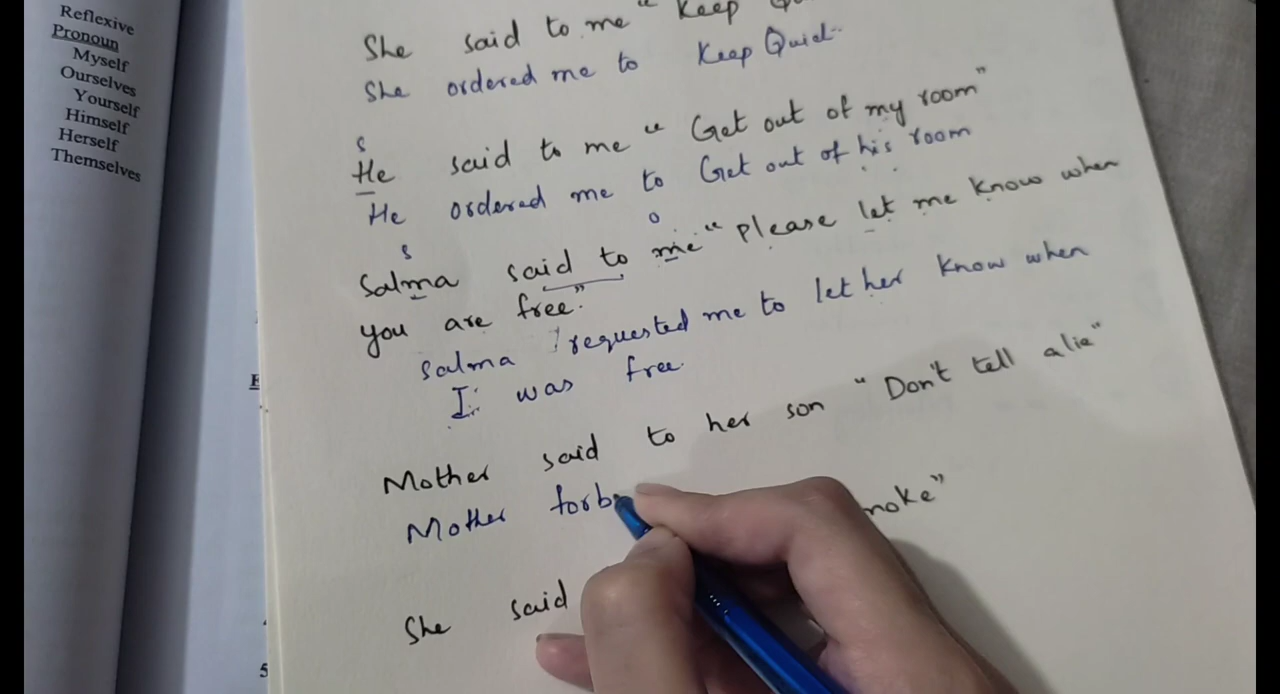 Reflexive
Pronoun
Myself
Ourselves
Yourself
Himself
Herself
Themselves
She said to me " Keep
She ordered me to Keep Quiet.
S
He said to me " Get out of my room"
He ordered me to Get out of his room
S O
Salma said to me " please let me know when
you are free."
Salma requested me to let her know when
I was free.
Mother said to her son " Don't tell a lie"
Mother forb
She said
5